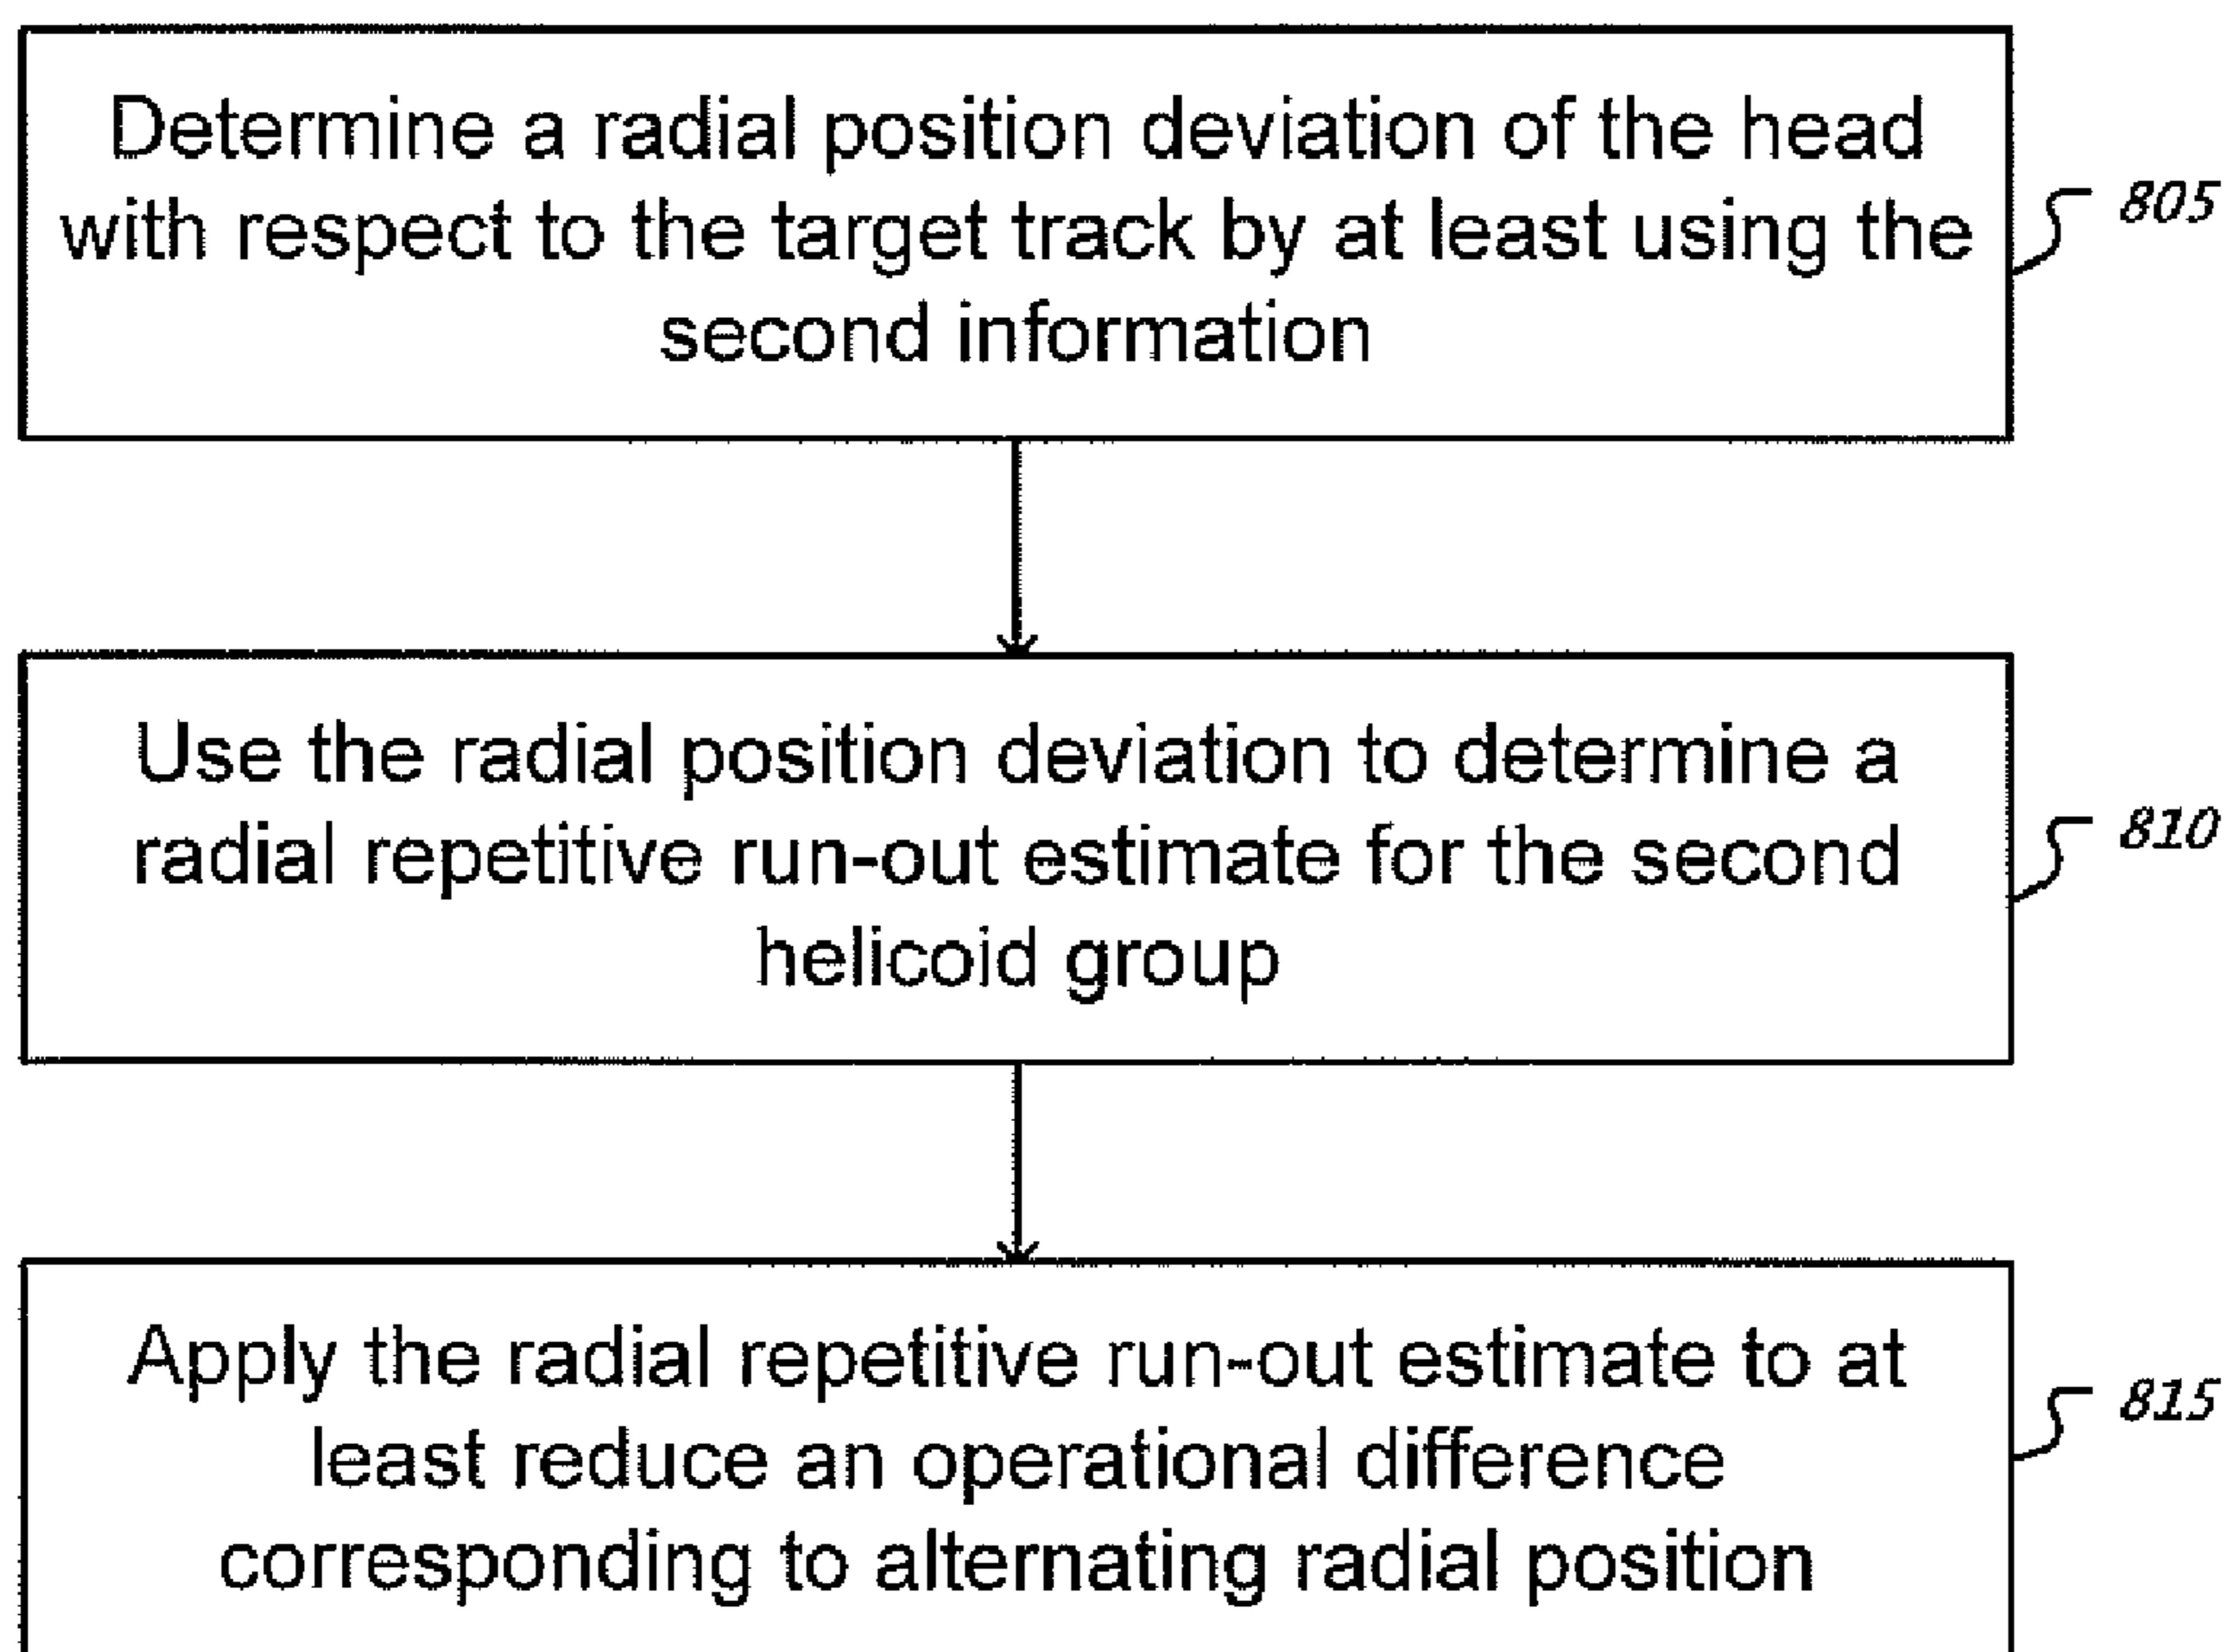 Determine a radial position deviation of the head
with respect to the target track by at least using the
second information
805
Use the radial position deviation to determine a
radial repetitive run-out estimate for the second
helicoid group
810
Apply the radial repetitive run-out estimate to at
least reduce an operational difference
corresponding to alternating radial position
815